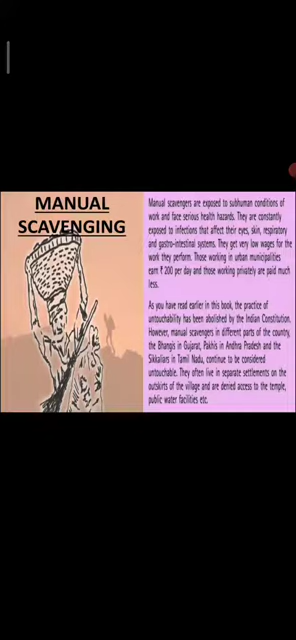 MANUAL
SCAVENGING
Manual scavengers are exposed to subhuman conditions of
work and face serious health hazards. They are constantly
exposed to infections that affect their eyes, skin, respiratory
and gastro-intestinal systems. They get very low wages for the
work they perform. Those working in urban municipalities
earn ₹ 200 per day and those working privately are paid much
less.
As you have read earlier in this book, the practice of
untouchability has been abolished by the Indian Constitution.
However, manual scavengers in different parts of the country,
the Bhangis in Gujarat, Pakhis in Andhra Pradesh and the
Sikkaliars in Tamil Nadu, continue to be considered
untouchable. They often live in separate settlements on the
outskirts of the village and are denied access to the temple,
public water facilities etc.